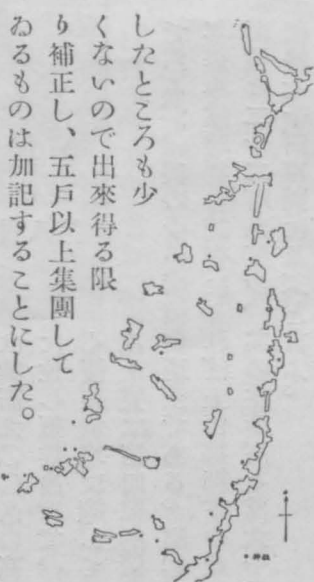 したところも少
くないので出來得る限
り補正し、五戶以上集團して
ゐるものは加記することにした。